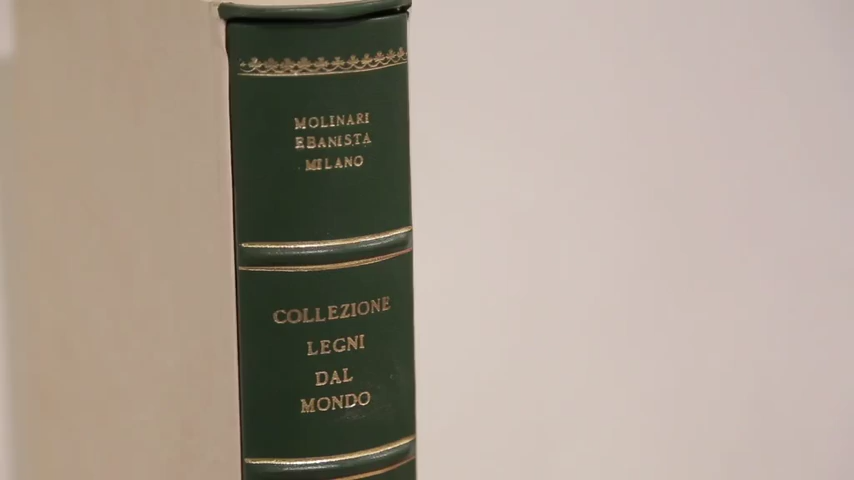 MOLINARI
EBANISTA
MILANO
COLLEZIONE
LEGNI
DAL
MONDO